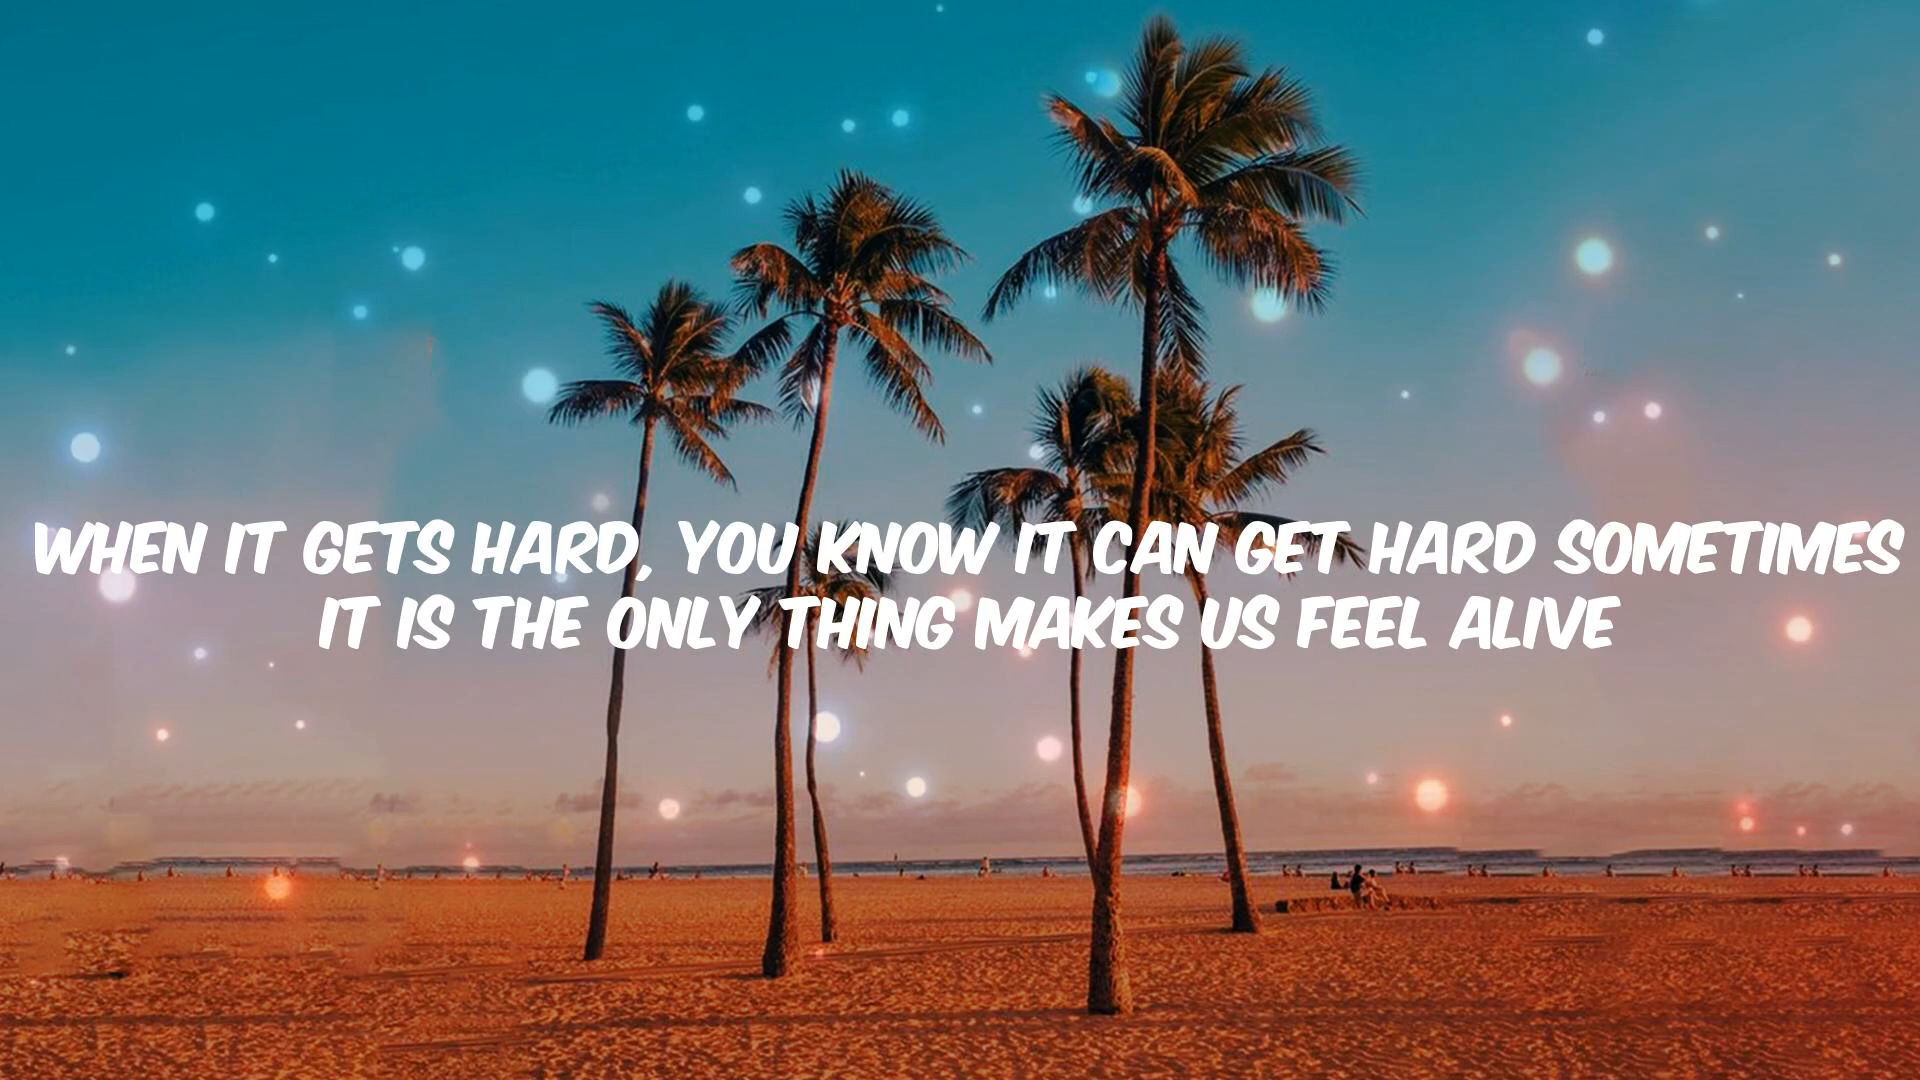 WHEN IT GETS HARD, YOU KNOW IT CAN GET HARD SOMETIMES
IT IS THE ONLY THING MAKES US FEEL ALIVE